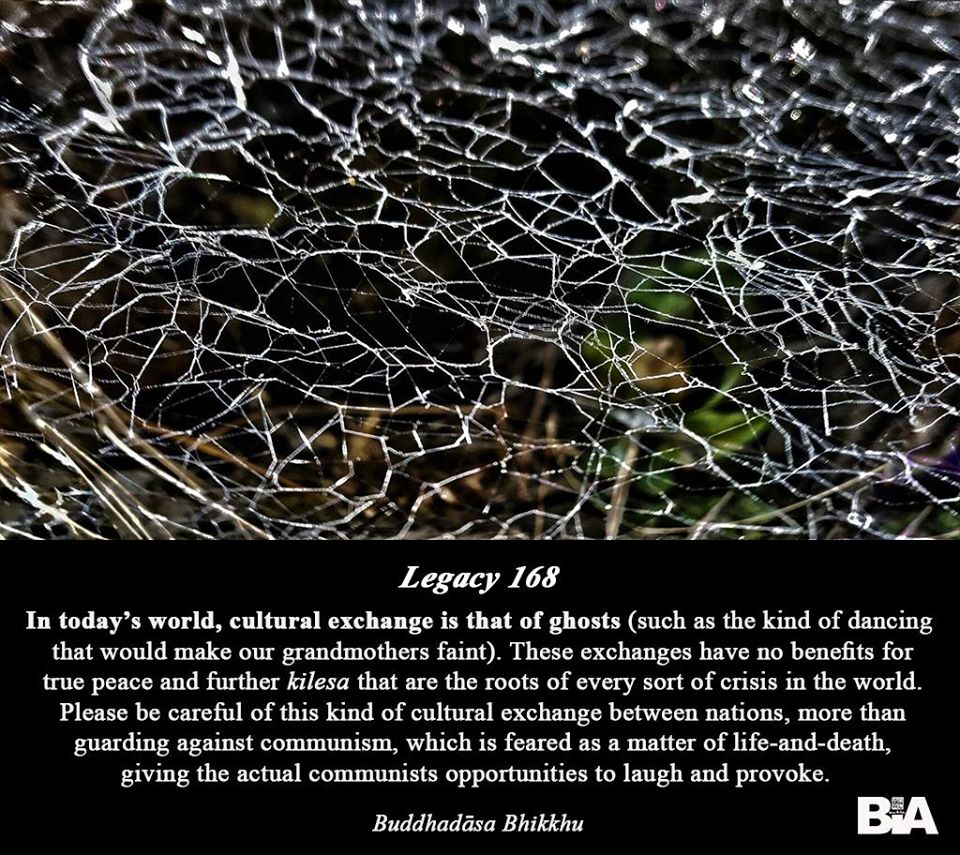 Legacy 168
In today’s world, cultural exchange is that of ghosts (such as the kind of dancing
that would make our grandmothers faint). These exchanges have no benefits for
true peace and further kilesa that are the roots of every sort of crisis in the world.
Please be careful of this kind of cultural exchange between nations, more than
guarding against communism, which is feared as a matter of life-and-death,
giving the actual communists opportunities to laugh and provoke.
Buddhadāsa Bhikkhu
BiA